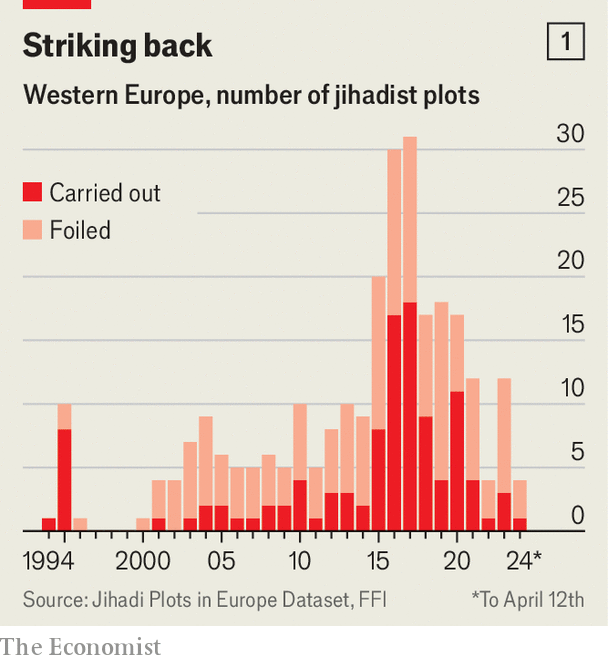 Striking back
1
Western Europe, number of jihadist plots
Carried out
Foiled
30
25
20
15
10
5
0
1994 2000 05 10 15 20 24*
Source: Jihadi Plots in Europe Dataset, FFI *To April 12th
The Economist